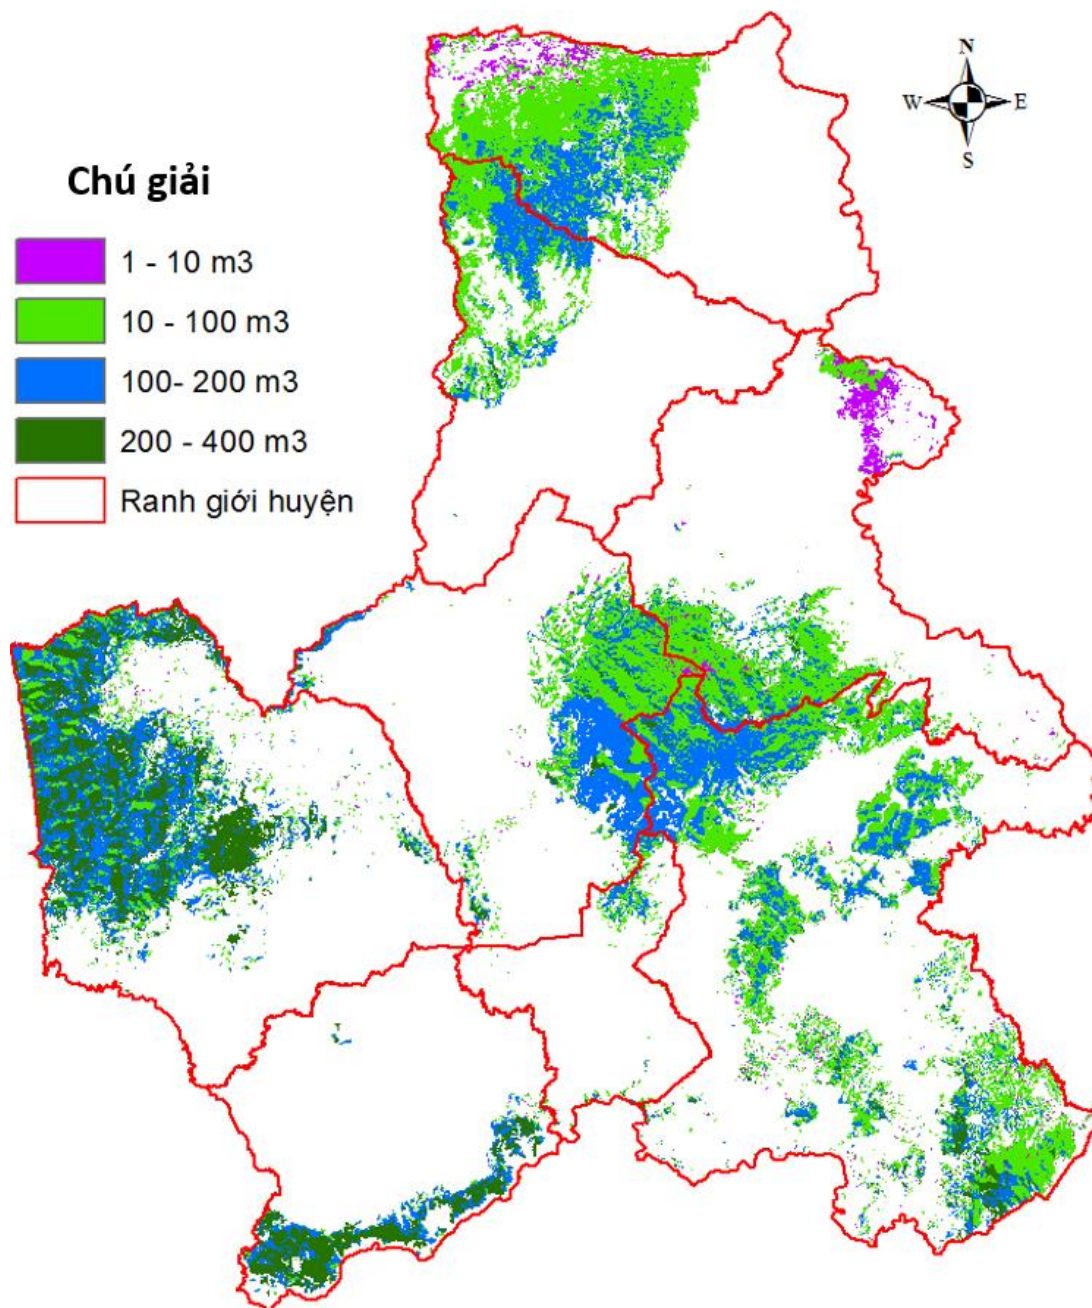 N
W E
S
Chú giải
1 - 10 m3
10 - 100 m3
100- 200 m3
200 - 400 m3
Ranh giới huyện